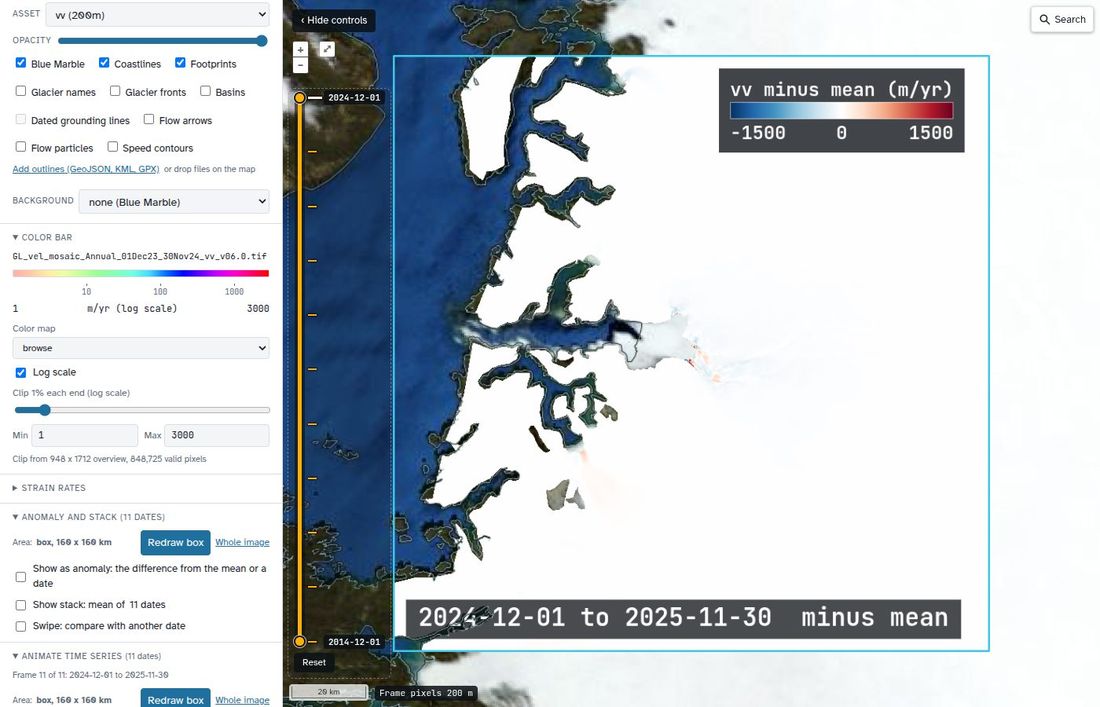 ASSET vv (200m)
OPACITY
Blue Marble Coastlines Footprints
Glacier names Glacier fronts Basins
Dated grounding lines Flow arrows
Flow particles Speed contours
Add outlines (GeoJSON, KML, GPX) or drop files on the map
BACKGROUND none (Blue Marble)
▼ COLOR BAR
GL_vel_mosaic_Annual_01Dec23_30Nov24_vv_v06.0.tif
10 100 1000
1 m/yr (log scale) 3000
Color map
browse
Log scale
Clip 1% each end (log scale)
Min 1 Max 3000
Clip from 948 x 1712 overview, 848,725 valid pixels
▶ STRAIN RATES
▼ ANOMALY AND STACK (11 DATES)
Area: box, 160 x 160 km Redraw box Whole image
Show as anomaly: the difference from the mean or a
date
Show stack: mean of 11 dates
Swipe: compare with another date
▼ ANIMATE TIME SERIES (11 dates)
Frame 11 of 11: 2024-12-01 to 2025-11-30
Area: box, 160 x 160 km Redraw box Whole image
‹ Hide controls
+
−
2024-12-01
2014-12-01
Reset
20 km
Frame pixels 200 m
Search
vv minus mean (m/yr)
-1500 0 1500
2024-12-01 to 2025-11-30 minus mean